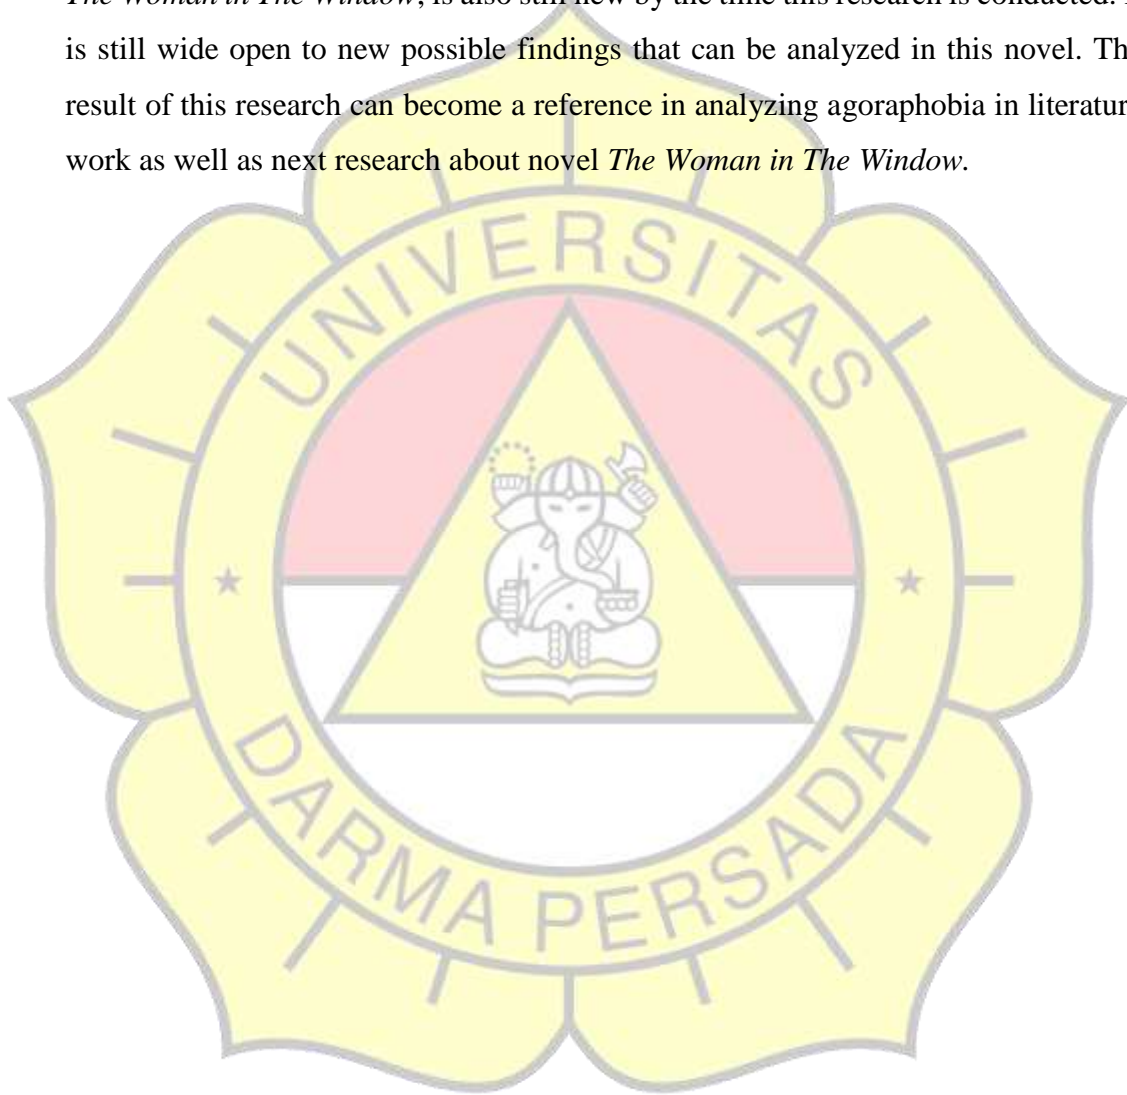 The Woman in The Window, is also still new by the time this research is conducted.
is still wide open to new possible findings that can be analyzed in this novel.
result of this research can become a reference in analyzing agoraphobia in
work as well as next research about novel The Woman in The Window.
UNIVERSITAS
DARMA PERSADA